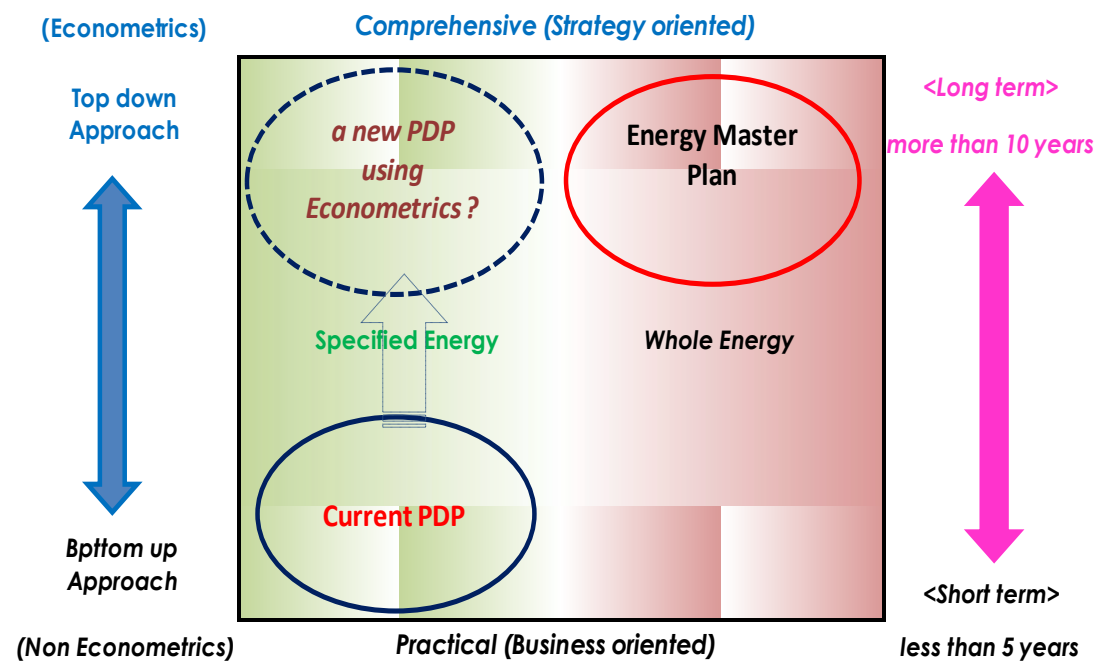 (Econometrics)
Comprehensive (Strategy oriented)
Top down
Approach
<Long term>
more than 10 years
a new PDP
using
Econometrics ?
Energy Master
Plan
Specified Energy
Whole Energy
Current PDP
Bpttom up
Approach
<Short term>
less than 5 years
(Non Econometrics)
Practical (Business oriented)